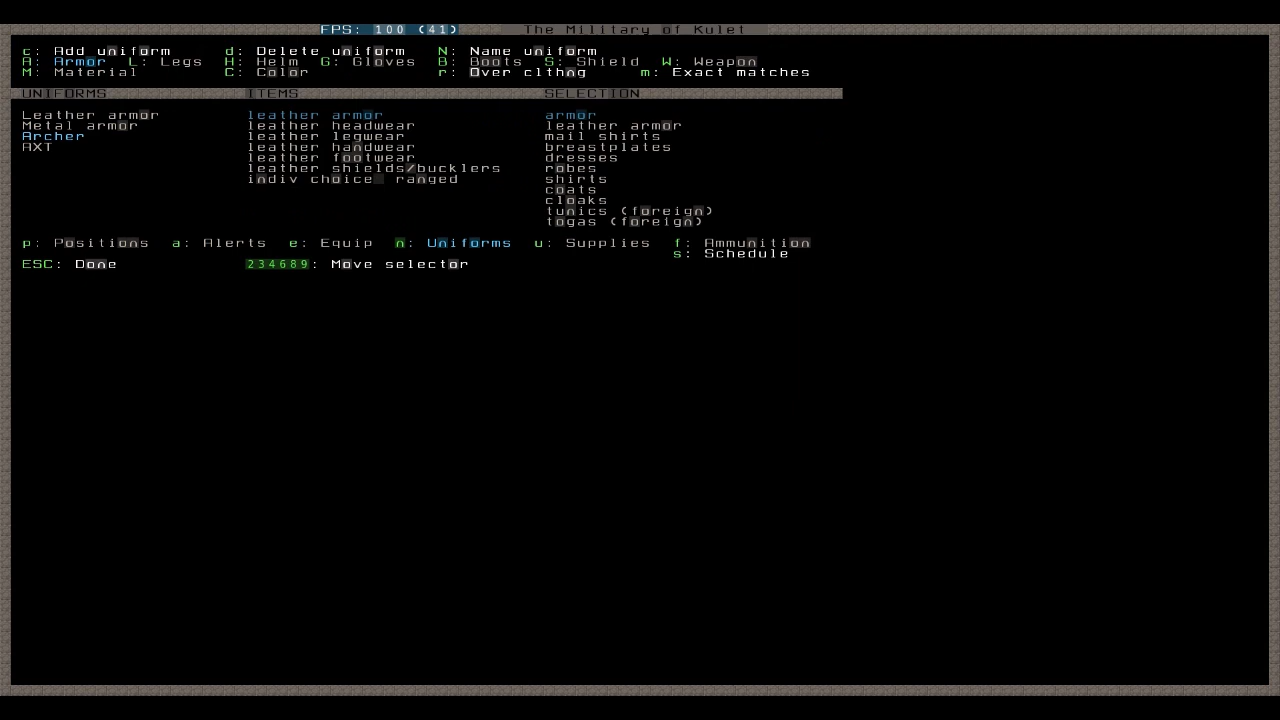 FPS: 100 (41) The Military of Kulet
c: Add uniform d: Delete uniform N: Name uniform
A: Armor L: Legs H: Helm G: Gloves B: Boots S: Shield W: Weapon
M: Material C: Color r: Over clthng m: Exact matches
UNIFORMS ITEMS SELECTION
Leather armor leather armor armor
Metal armor leather headwear leather armor
Archer leather legwear mail shirts
AXT leather handwear breastplates
leather footwear dresses
leather shields/bucklers robes
indiv choice ranged shirts
coats
cloaks
tunics (foreign)
togas (foreign)
p: Positions a: Alerts e: Equip n: Uniforms u: Supplies f: Ammunition
s: Schedule
ESC: Done 234689: Move selector